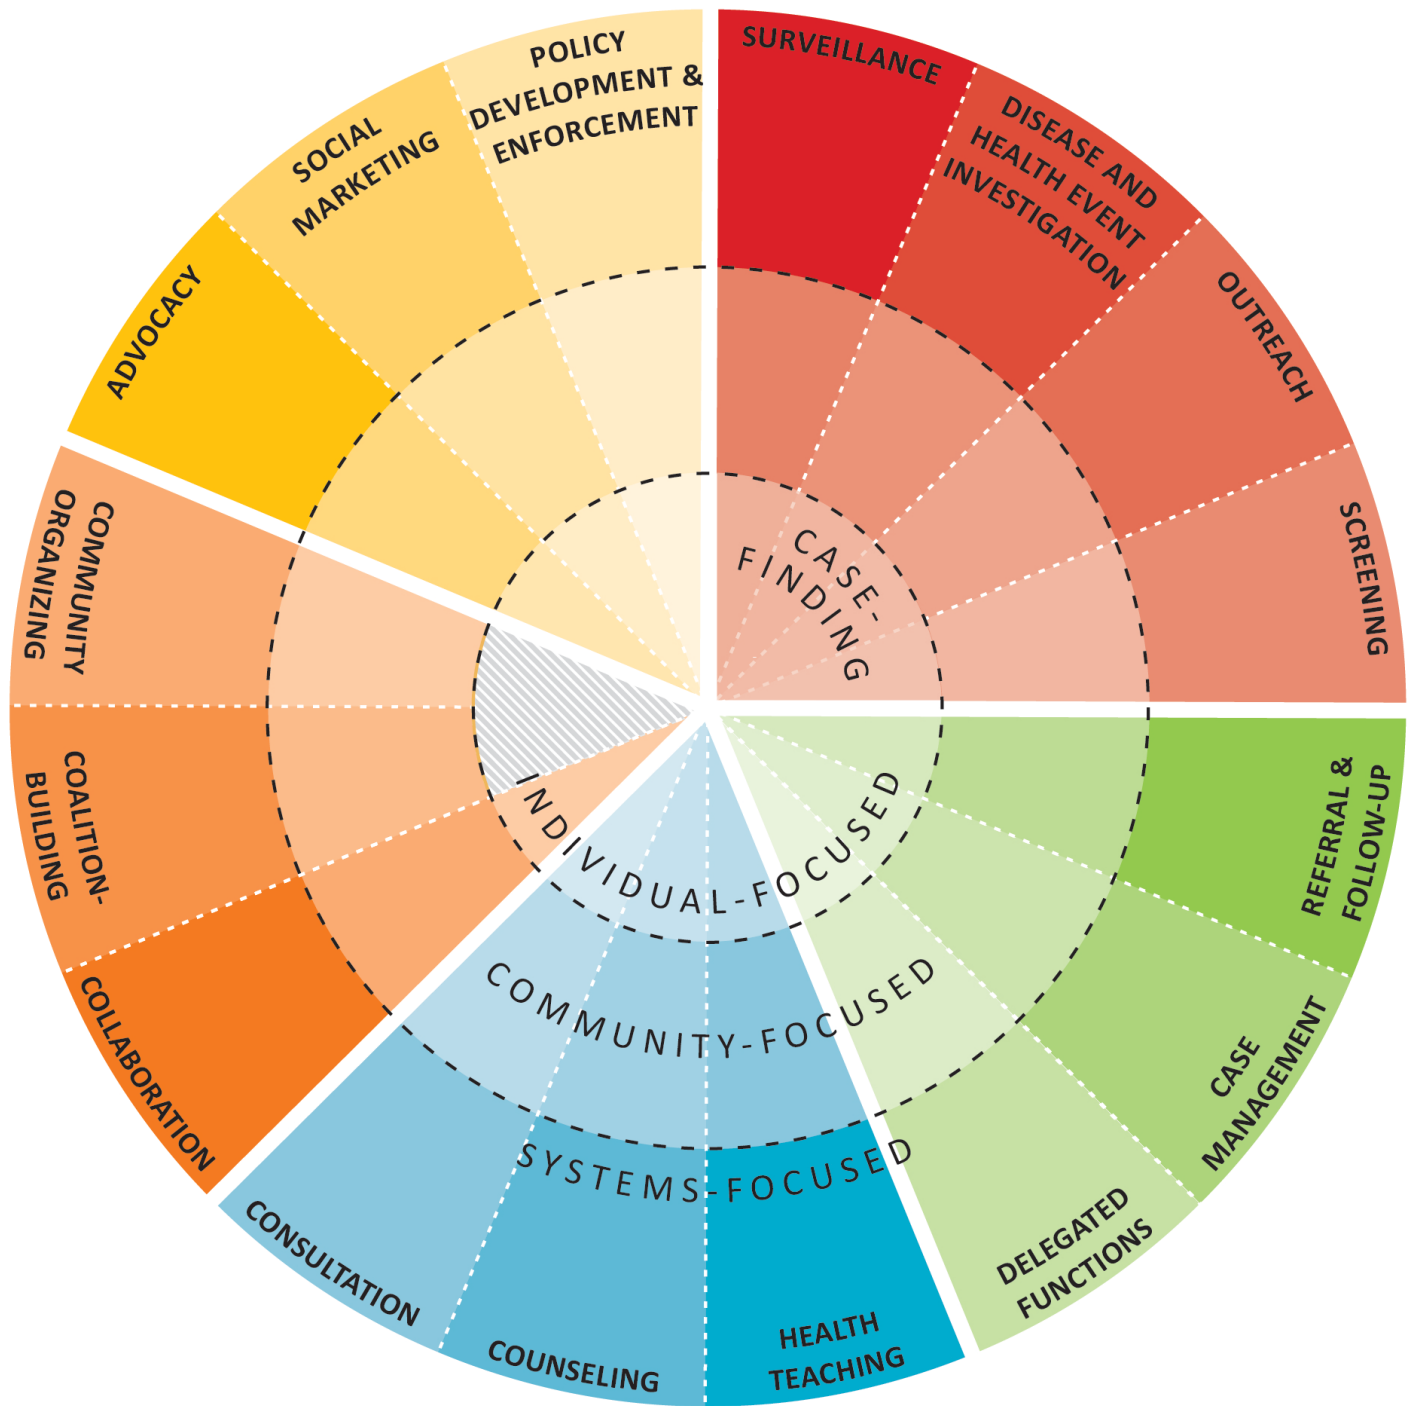 SURVEILLANCE
DISEASE AND
HEALTH EVENT
INVESTIGATION
OUTREACH
SCREENING
REFERRAL &
FOLLOW-UP
CASE
MANAGEMENT
DELEGATED
FUNCTIONS
HEALTH
TEACHING
COUNSELING
CONSULTATION
COLLABORATION
COALITION-
BUILDING
COMMUNITY
ORGANIZING
ADVOCACY
SOCIAL
MARKETING
POLICY
DEVELOPMENT &
ENFORCEMENT
CASE-
FINDING
INDIVIDUAL-FOCUSED
COMMUNITY-FOCUSED
SYSTEMS-FOCUSED